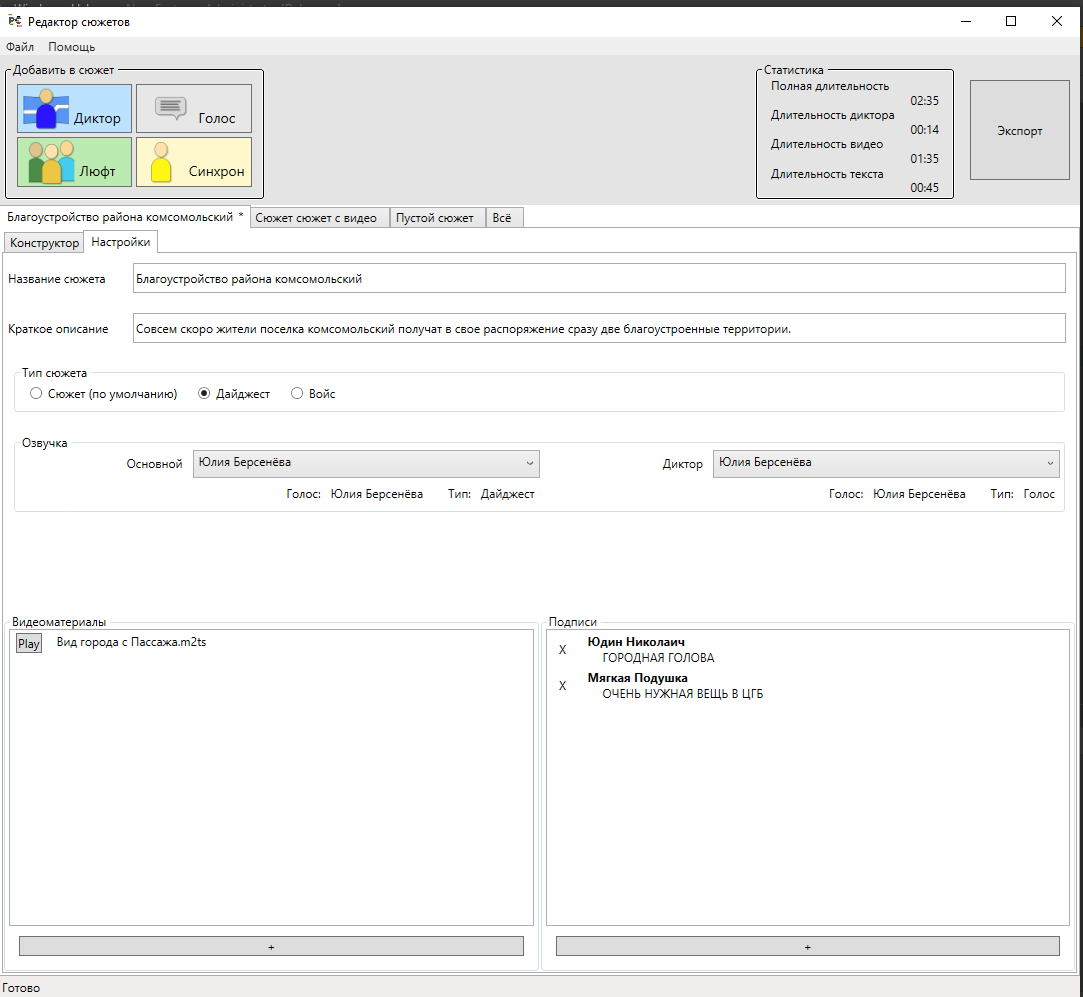 Редактор сюжетов
Файл Помощь
Добавить в сюжет
Диктор
Голос
Люфт
Синхрон
Статистика
Полная длительность
02:35
Длительность диктора
00:14
Длительность видео
01:35
Длительность текста
00:45
Экспорт
Благоустройство района комсомольский * Сюжет сюжет с видео Пустой сюжет Всё
Конструктор Настройки
Название сюжета Благоустройство района комсомольский
Краткое описание Совсем скоро жители поселка комсомольский получат в свое распоряжение сразу две благоустроенные территории.
Тип сюжета
Сюжет (по умолчанию) Дайджест Войс
Озвучка
Основной Юлия Берсенёва Диктор Юлия Берсенёва
Голос: Юлия Берсенёва Тип: Дайджест Голос: Юлия Берсенёва Тип: Голос
Видеоматериалы
Play Вид города с Пассажа.m2ts
+
Подписи
X Юдин Николаич
ГОРОДНАЯ ГОЛОВА
X Мягкая Подушка
ОЧЕНЬ НУЖНАЯ ВЕЩЬ В ЦГБ
+
Готово